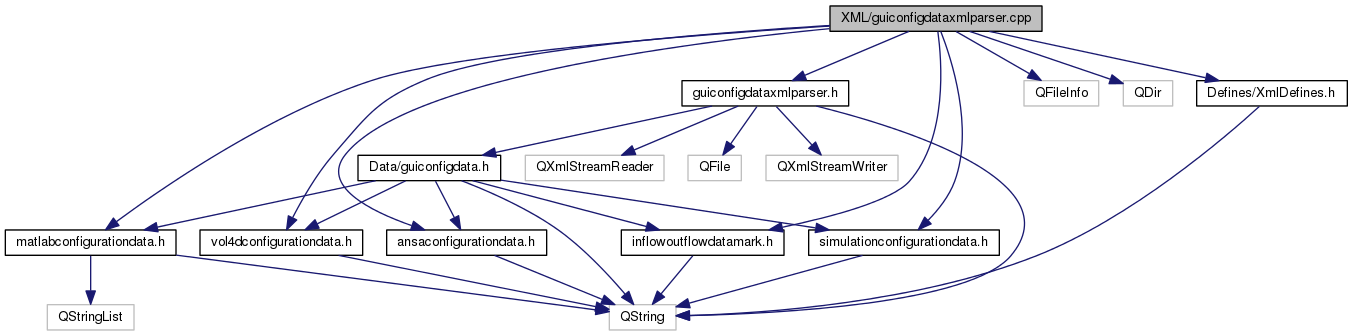 XML/guiconfigdataxmlparser.cpp
guiconfigdataxmlparser.h
QFileInfo
QDir
Defines/XmlDefines.h
Data/guiconfigdata.h
QXmlStreamReader
QFile
QXmlStreamWriter
matlabconfigurationdata.h
vol4dconfigurationdata.h
ansaconfigurationdata.h
inflowoutflowdatamark.h
simulationconfigurationdata.h
QStringList
QString